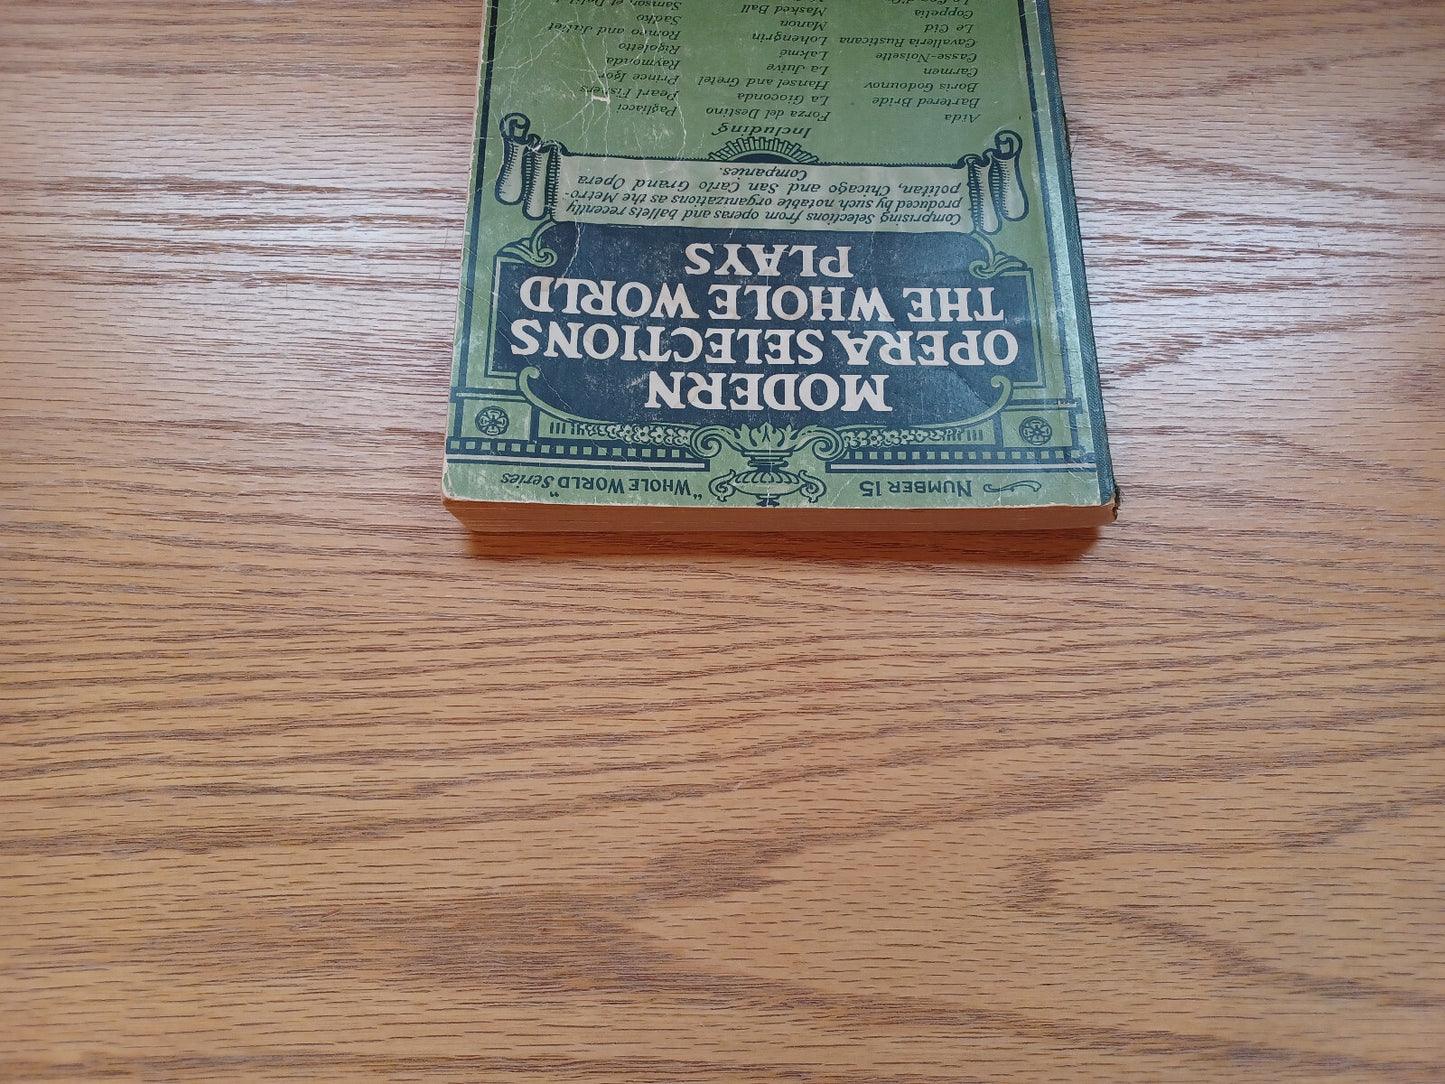 NUMBER 15 "WHOLE WORLD Series"
MODERN
OPERA SELECTIONS
THE WHOLE WORLD
PLAYS
Comprising Selections from operas and ballets recently
produced by such notable organizations as the Metro-
politan, Chicago and San Carlo Grand Opera
Companies.
Including
Aida
Bartered Bride
Boris Godounov
Carmen
Casse-Noisette
Cavalleria Rusticana
Le Cid
Coppelia
Forza del Destino
La Gioconda
Hansel and Gretel
La Juive
Lakmé
Lohengrin
Manon
Masked Ball
Pagliacci
Pearl Fishers
Prince Igor
Raymonda
Rigoletto
Romeo and Juliet
Sadko
Samson et